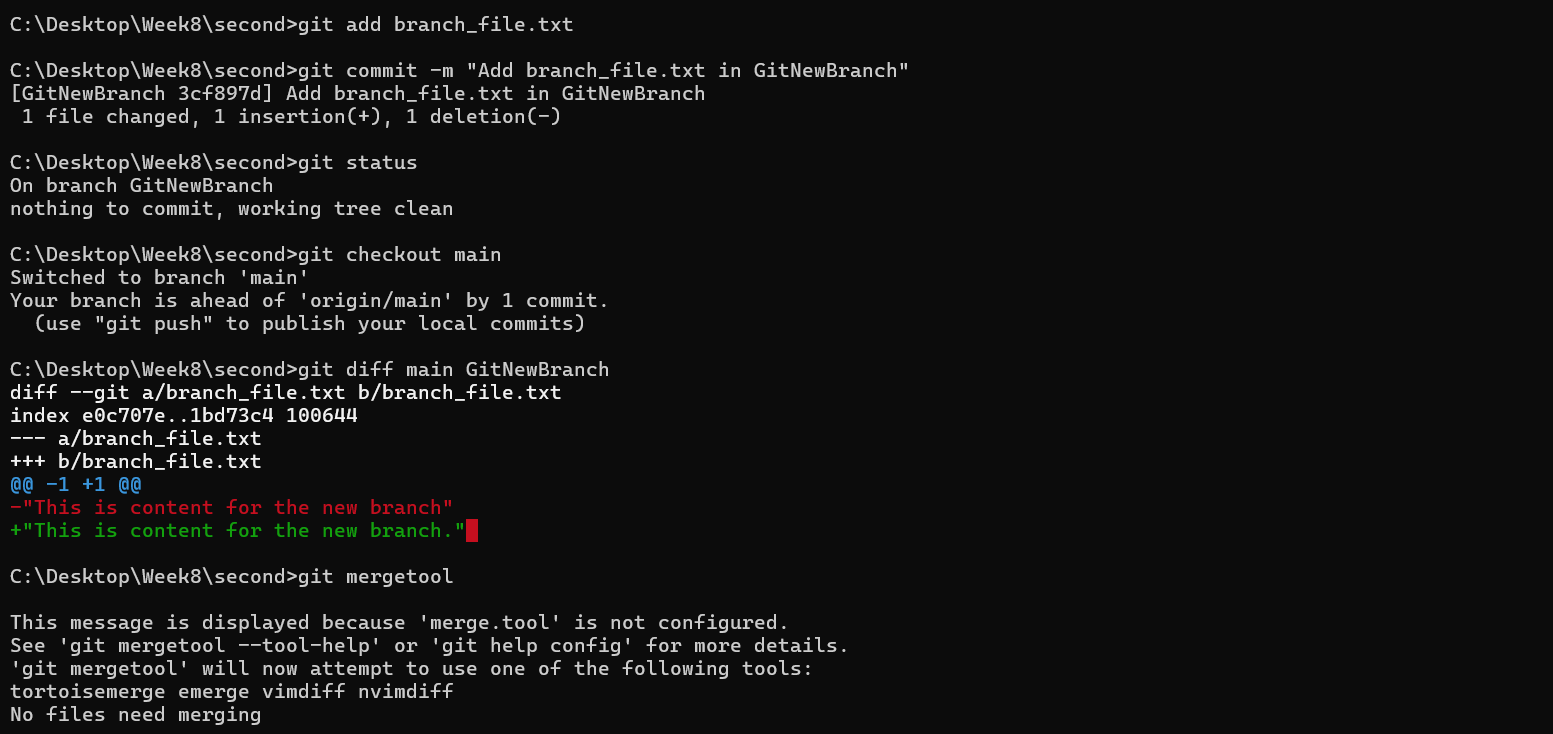 C:\Desktop\Week8\second>git add branch_file.txt
C:\Desktop\Week8\second>git commit -m "Add branch_file.txt in GitNewBranch"
[GitNewBranch 3cf897d] Add branch_file.txt in GitNewBranch
 1 file changed, 1 insertion(+), 1 deletion(-)
C:\Desktop\Week8\second>git status
On branch GitNewBranch
nothing to commit, working tree clean
C:\Desktop\Week8\second>git checkout main
Switched to branch 'main'
Your branch is ahead of 'origin/main' by 1 commit.
  (use "git push" to publish your local commits)
C:\Desktop\Week8\second>git diff main GitNewBranch
diff --git a/branch_file.txt b/branch_file.txt
index e0c707e..1bd73c4 100644
--- a/branch_file.txt
+++ b/branch_file.txt
@@ -1 +1 @@
-"This is content for the new branch"
+"This is content for the new branch."
C:\Desktop\Week8\second>git mergetool
This message is displayed because 'merge.tool' is not configured.
See 'git mergetool --tool-help' or 'git help config' for more details.
'git mergetool' will now attempt to use one of the following tools:
tortoisemerge emerge vimdiff nvimdiff
No files need merging